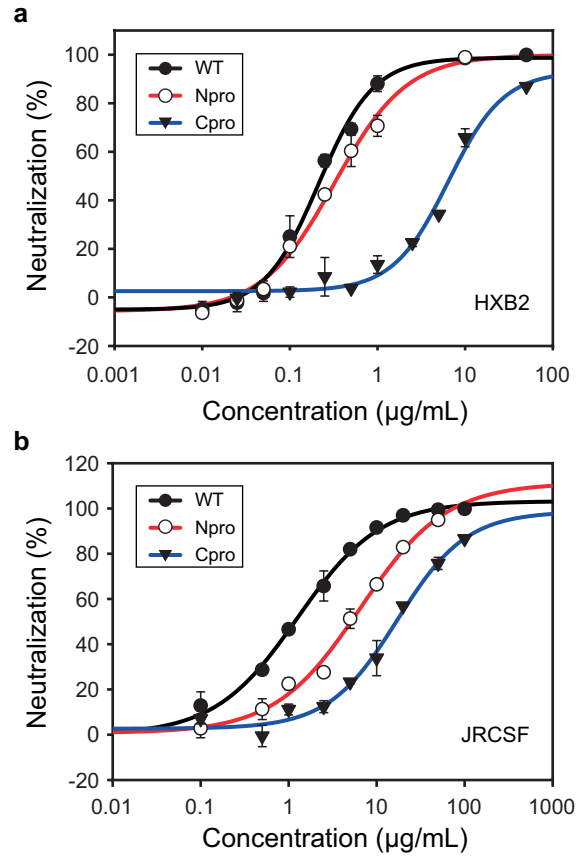 a
100
80
60
40
20
0
-20
Neutralization (%)
WT
Npro
Cpro
HXB2
0.001 0.01 0.1 1 10 100
Concentration (µg/mL)
b
120
100
80
60
40
20
0
-20
Neutralization (%)
WT
Npro
Cpro
JRCSF
0.01 0.1 1 10 100 1000
Concentration (µg/mL)